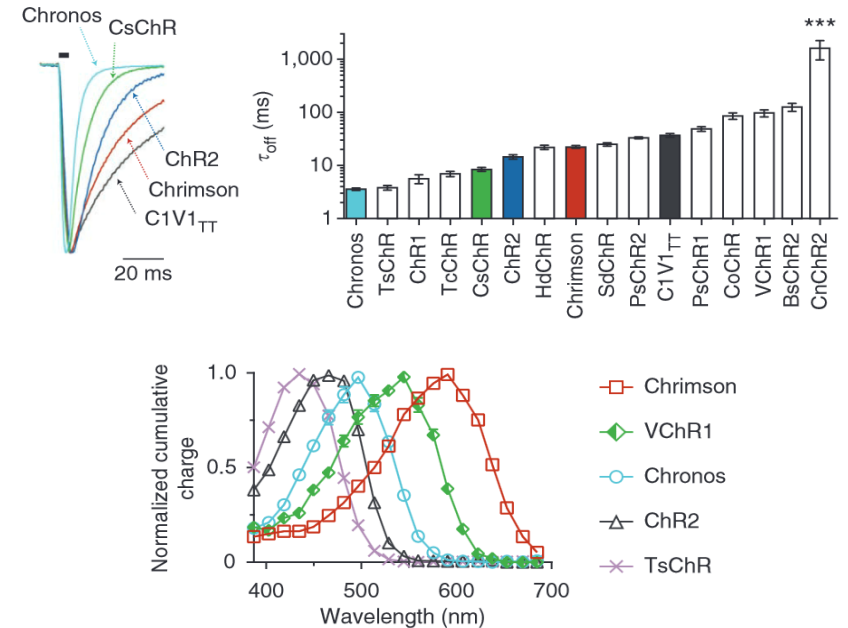 Chronos
CsChR
ChR2
Chrimson
C1V1TT
20 ms
τoff (ms)
1,000
100
10
1
***
Chronos
TsChR
ChR1
TcChR
CsChR
ChR2
HdChR
Chrimson
SdChR
PsChR2
C1V1TT
PsChR1
CoChR
VChR1
BsChR2
CnChR2
Normalized cumulative
charge
1.0
0.5
0
400
500
600
700
Wavelength (nm)
Chrimson
VChR1
Chronos
ChR2
TsChR